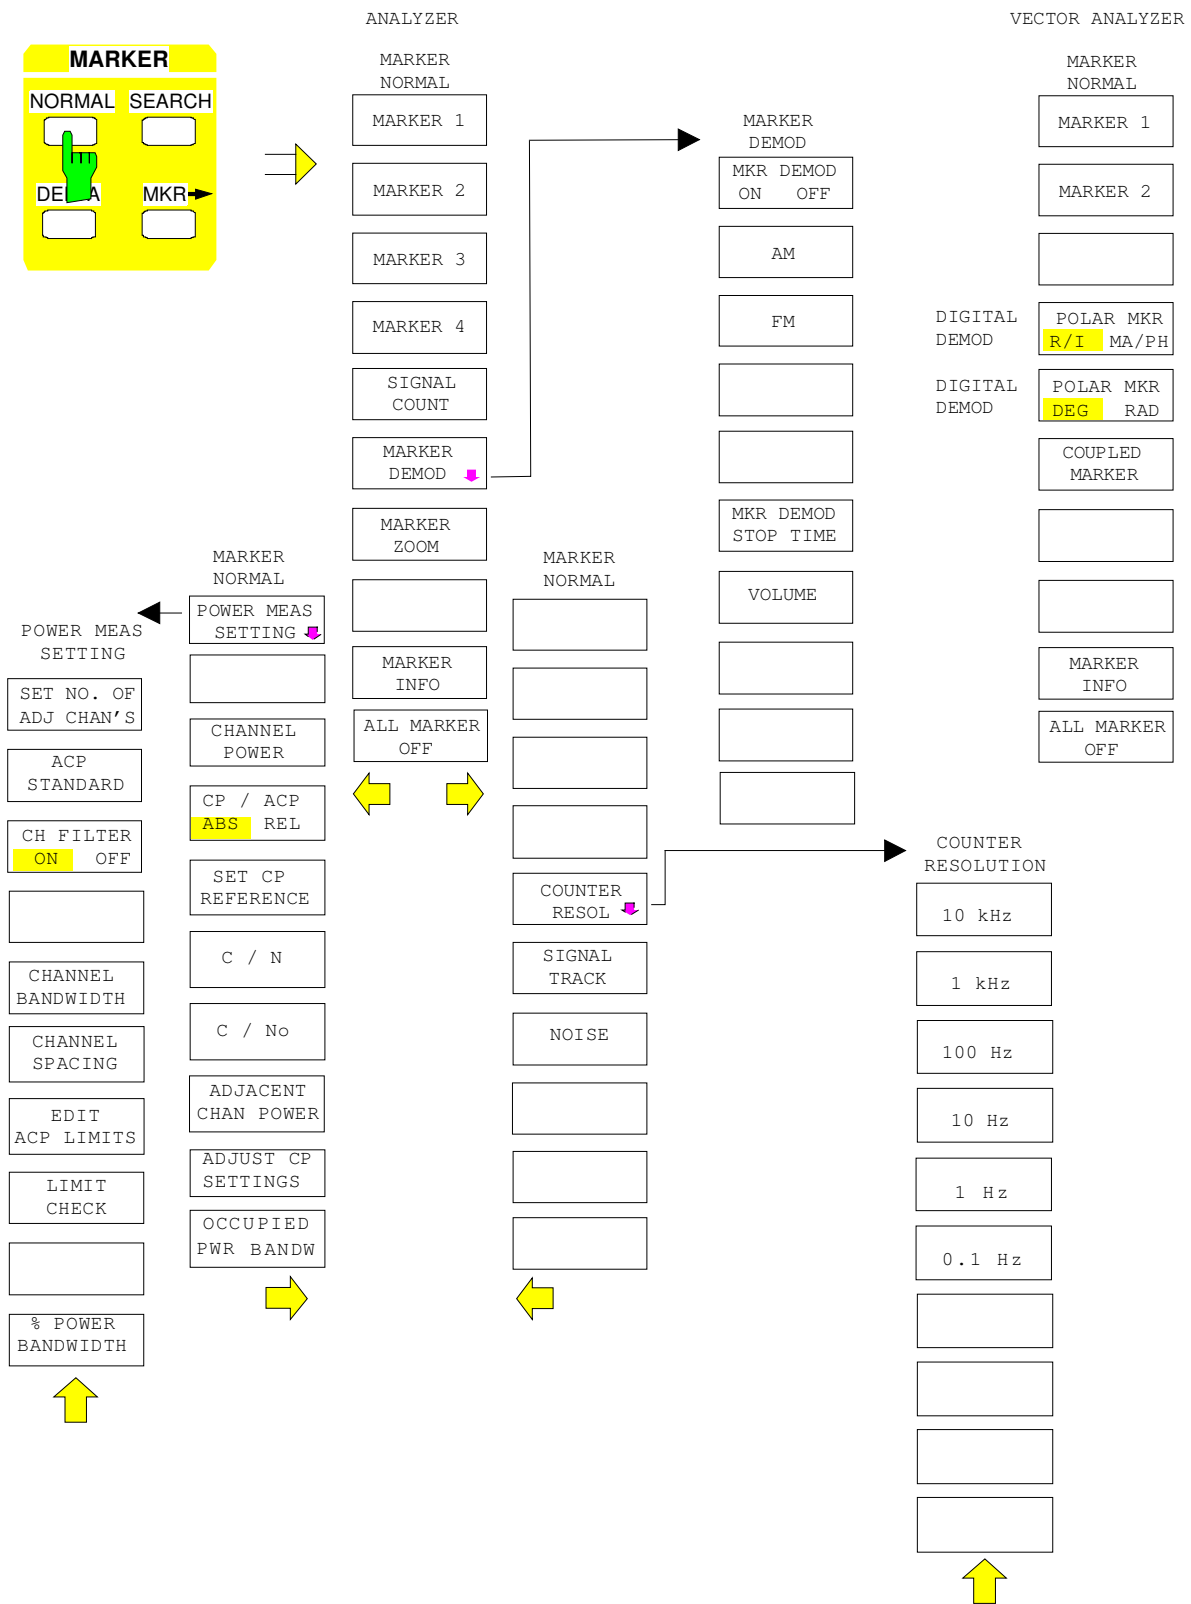 ANALYZER
VECTOR ANALYZER
MARKER
NORMAL SEARCH
DE A MKR
MARKER
NORMAL
MARKER 1
MARKER 2
MARKER 3
MARKER 4
SIGNAL
COUNT
MARKER
DEMOD
MARKER
ZOOM
MARKER
INFO
ALL MARKER
OFF
MARKER
DEMOD
MKR DEMOD
ON OFF
AM
FM
MKR DEMOD
STOP TIME
VOLUME
MARKER
NORMAL
MARKER 1
MARKER 2
DIGITAL
DEMOD
POLAR MKR
R/I MA/PH
DIGITAL
DEMOD
POLAR MKR
DEG RAD
COUPLED
MARKER
MARKER
INFO
ALL MARKER
OFF
POWER MEAS
SETTING
SET NO. OF
ADJ CHAN'S
ACP
STANDARD
CH FILTER
ON OFF
CHANNEL
BANDWIDTH
CHANNEL
SPACING
EDIT
ACP LIMITS
LIMIT
CHECK
% POWER
BANDWIDTH
MARKER
NORMAL
POWER MEAS
SETTING
CHANNEL
POWER
CP / ACP
ABS REL
SET CP
REFERENCE
C / N
C / No
ADJACENT
CHAN POWER
ADJUST CP
SETTINGS
OCCUPIED
PWR BANDW
MARKER
NORMAL
COUNTER
RESOL
SIGNAL
TRACK
NOISE
COUNTER
RESOLUTION
10 kHz
1 kHz
100 Hz
10 Hz
1 Hz
0.1 Hz